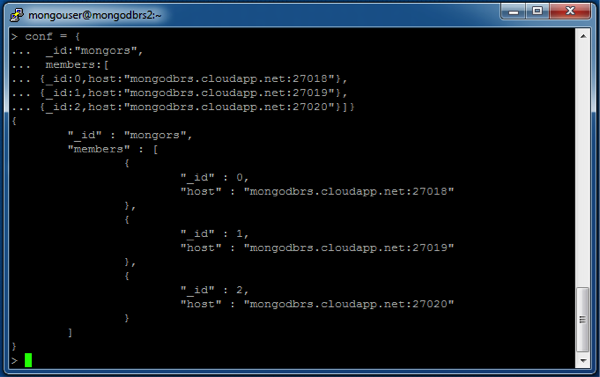 mongouser@mongodbrs2:~
> conf = {
... _id:"mongors",
... members:[
... {_id:0,host:"mongodbrs.cloudapp.net:27018"},
... {_id:1,host:"mongodbrs.cloudapp.net:27019"},
... {_id:2,host:"mongodbrs.cloudapp.net:27020"}]}
{
"_id" : "mongors",
"members" : [
{
"_id" : 0,
"host" : "mongodbrs.cloudapp.net:27018"
},
{
"_id" : 1,
"host" : "mongodbrs.cloudapp.net:27019"
},
{
"_id" : 2,
"host" : "mongodbrs.cloudapp.net:27020"
}
]
}
>